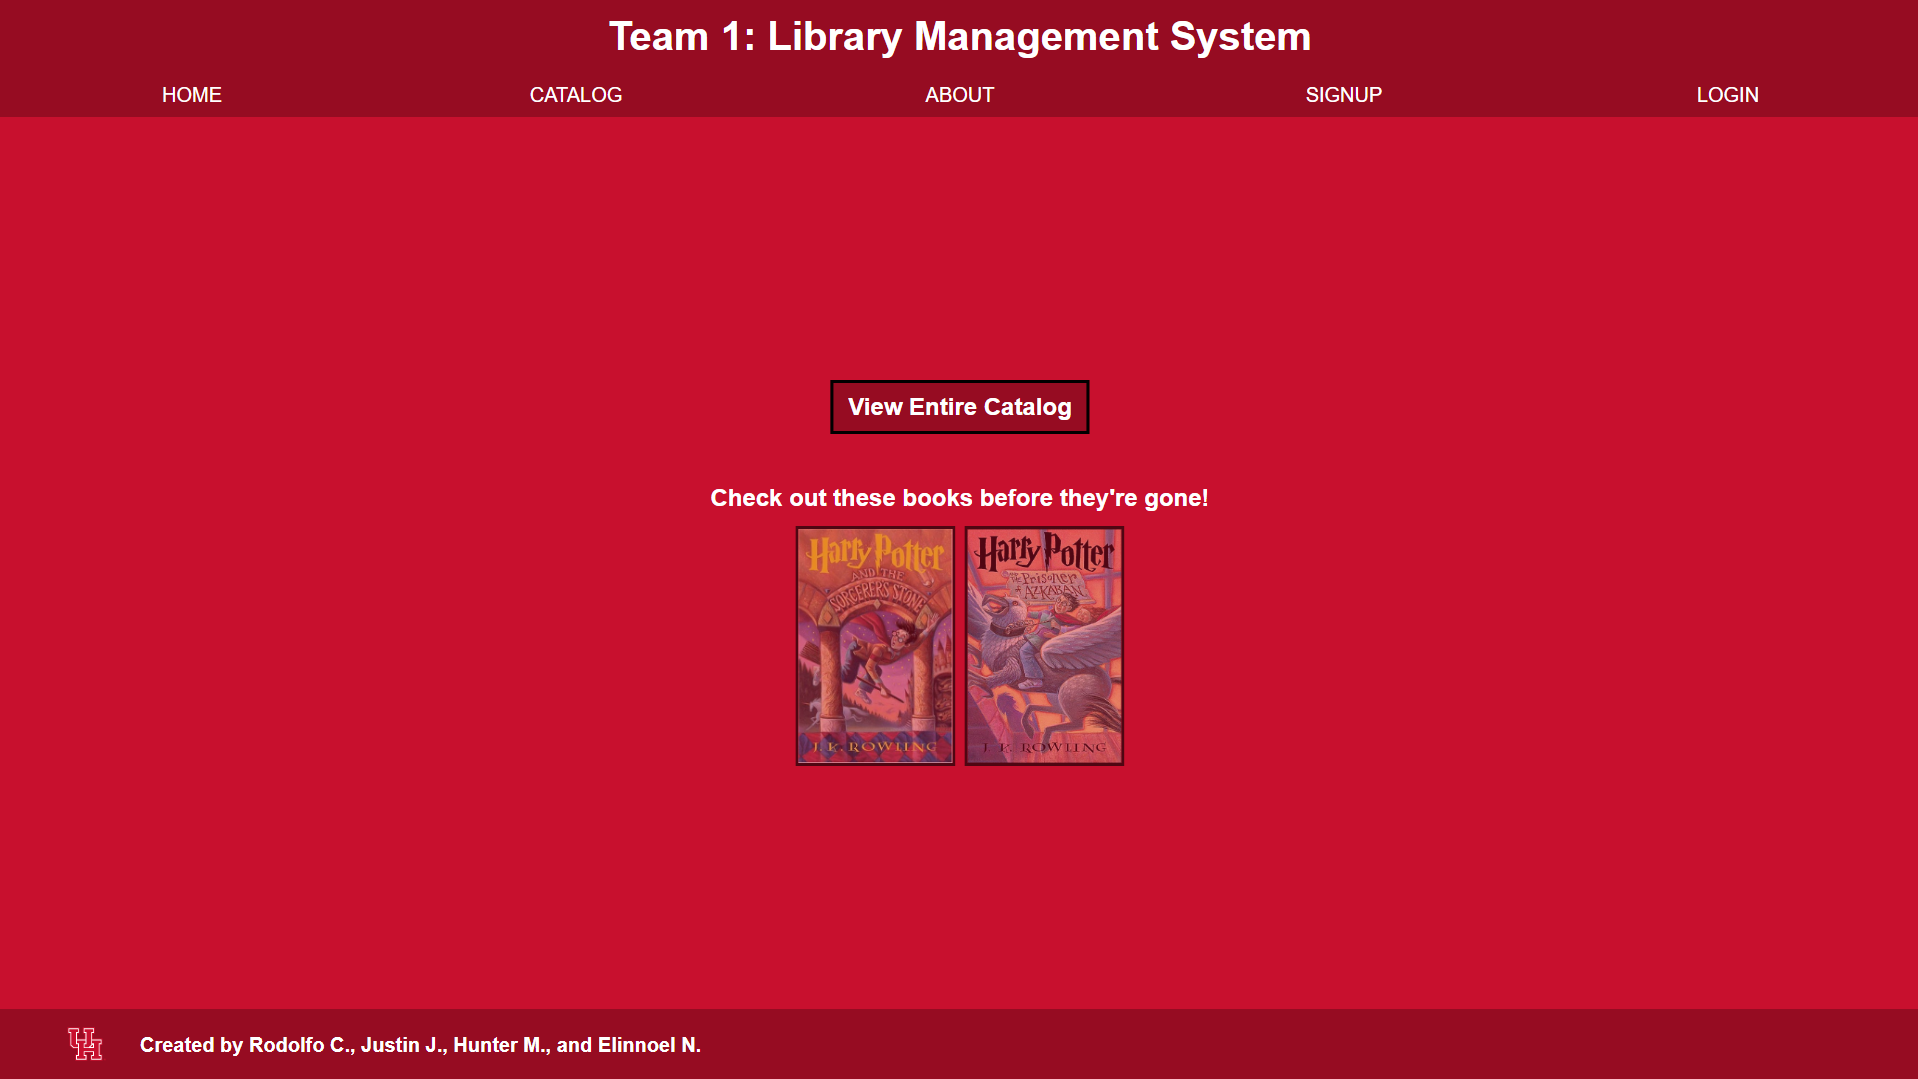 Team 1: Library Management System
HOME CATALOG ABOUT SIGNUP LOGIN
View Entire Catalog
Check out these books before they're gone!
Harry Potter
AND THE
SORCERER'S STONE
J. K. ROWLING
Harry Potter
AND THE Prisoner
of AZKABAN
J. K. ROWLING
UH
Created by Rodolfo C., Justin J., Hunter M., and Elinnoel N.